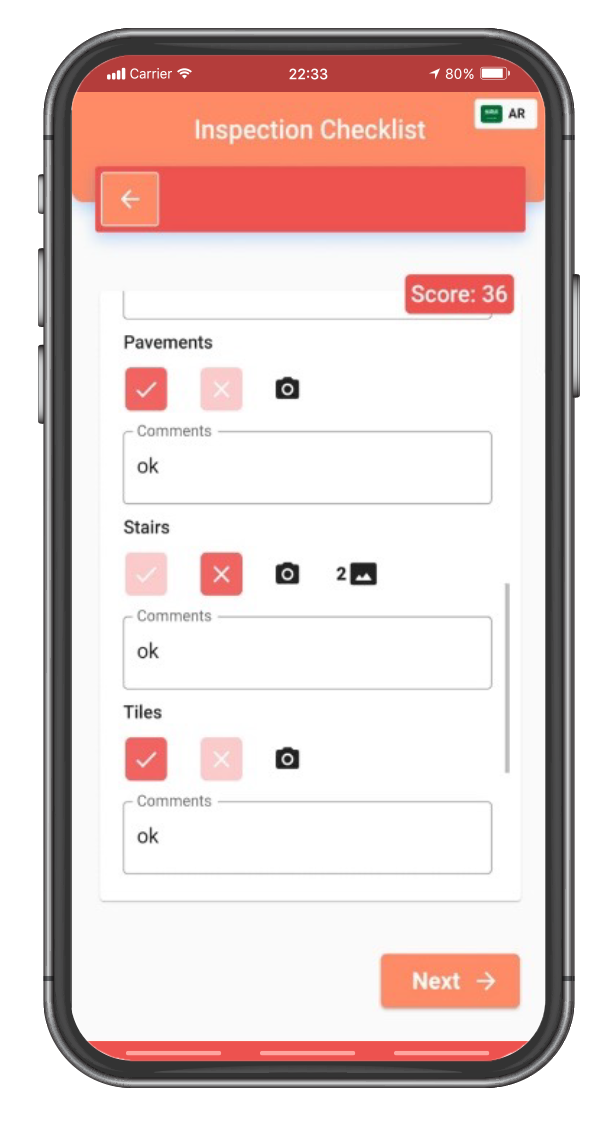 Carrier 22:33 80%
AR
Inspection Checklist
Score: 36
Pavements
Comments
ok
Stairs
2
Comments
ok
Tiles
Comments
ok
Next